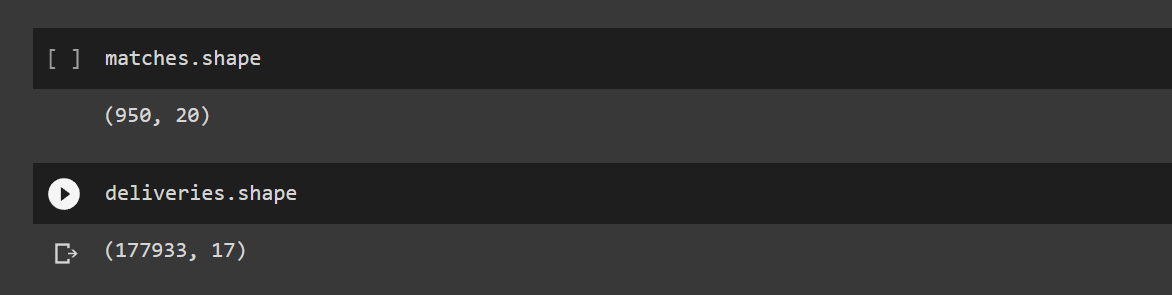 [ ] matches.shape
(950, 20)
deliveries.shape
(177933, 17)